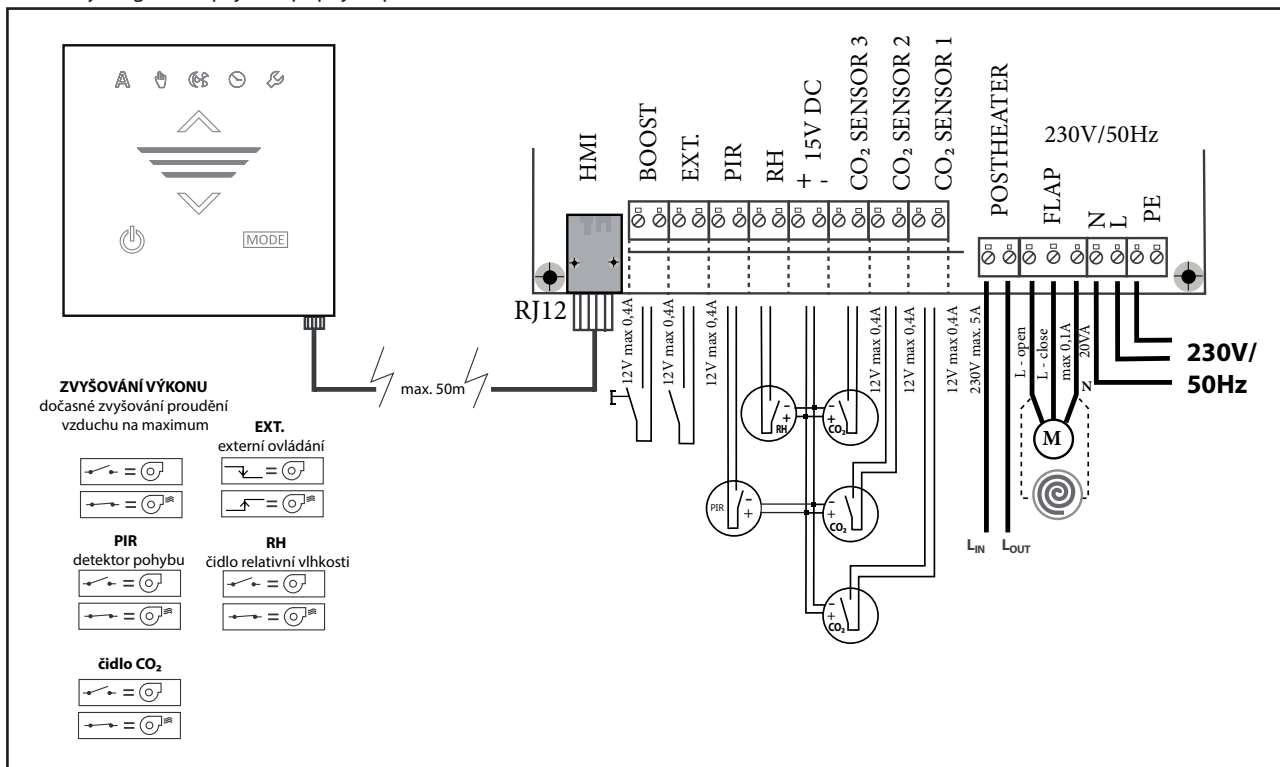 A
MODE
HMI
BOOST
EXT.
PIR
RH
+ 15V DC -
CO₂ SENSOR 3
CO₂ SENSOR 2
CO₂ SENSOR 1
POSTHEATER
FLAP
230V/50Hz
N
L
PE
RJ12
max. 50m
12V max 0,4A
12V max 0,4A
12V max 0,4A
12V max 0,4A
12V max 0,4A
12V max 0,4A
230V max. 5A
L - open
L - close
max 0,1A
20VA
N
230V/
50Hz
- + RH
- + CO₂
PIR - +
- + CO₂
- + CO₂
M
L IN
L OUT
ZVYŠOVÁNÍ VÝKONU
dočasné zvyšování proudění
vzduchu na maximum
=
=
EXT.
externí ovládání
=
=
PIR
detektor pohybu
=
=
RH
čidlo relativní vlhkosti
=
=
čidlo CO₂
=
=